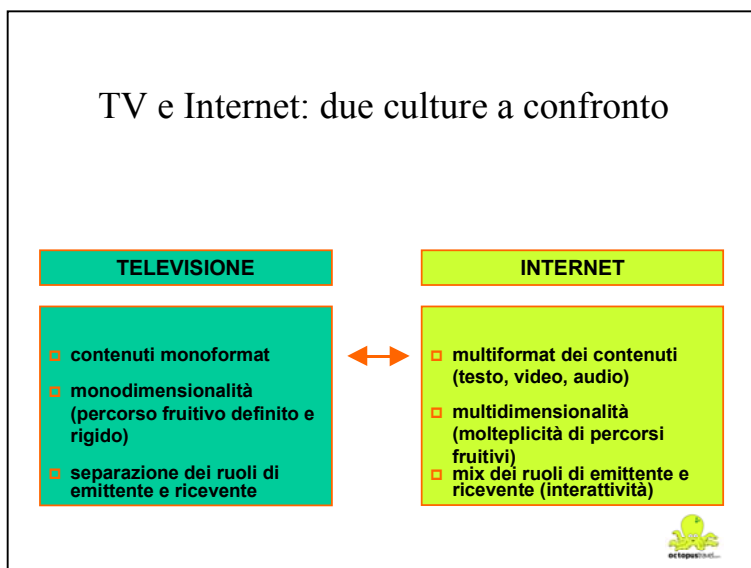 TV e Internet: due culture a confronto
TELEVISIONE
contenuti monoformat
monodimensionalità
(percorso fruitivo definito e
rigido)
separazione dei ruoli di
emittente e ricevente
INTERNET
multiformat dei contenuti
(testo, video, audio)
multidimensionalità
(molteplicità di percorsi
fruitivi)
mix dei ruoli di emittente e
ricevente (interattività)
octopustravel.com